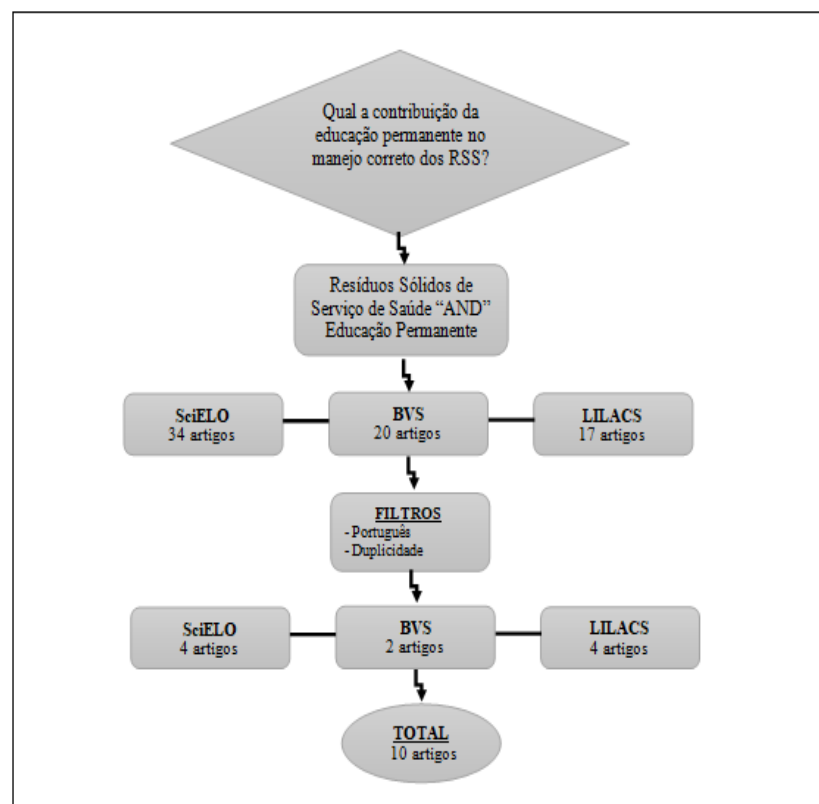 Qual a contribuição da
educação permanente no
manejo correto dos RSS?
Resíduos Sólidos de
Serviço de Saúde “AND”
Educação Permanente
SciELO
34 artigos
BVS
20 artigos
LILACS
17 artigos
FILTROS
- Português
- Duplicidade
SciELO
4 artigos
BVS
2 artigos
LILACS
4 artigos
TOTAL
10 artigos